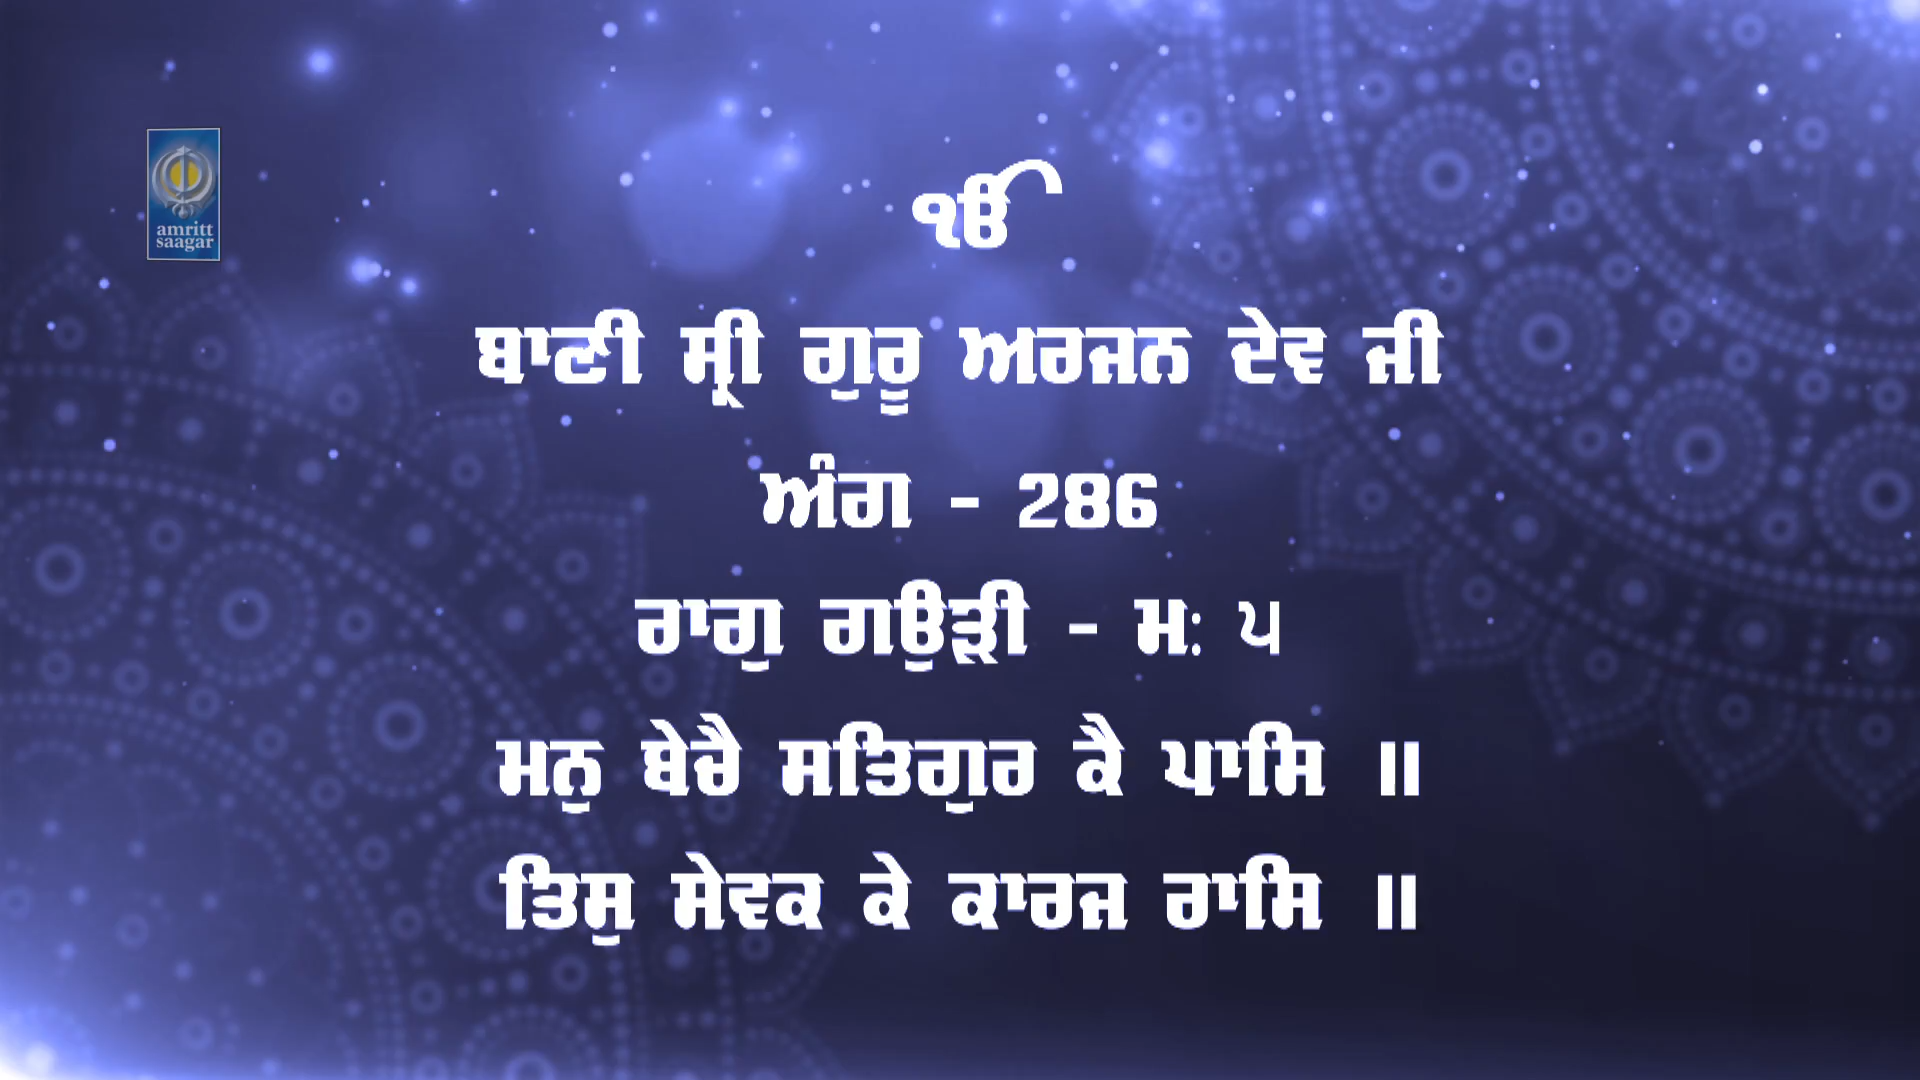 amritt
saagar
ੴ
ਬਾਣੀ ਸ੍ਰੀ ਗੁਰੂ ਅਰਜਨ ਦੇਵ ਜੀ
ਅੰਗ - 286
ਰਾਗੁ ਗਉੜੀ - ਮ: ੫
ਮਨੁ ਬੇਚੈ ਸਤਿਗੁਰ ਕੈ ਪਾਸਿ ॥
ਤਿਸੁ ਸੇਵਕ ਕੇ ਕਾਰਜ ਰਾਸਿ ॥